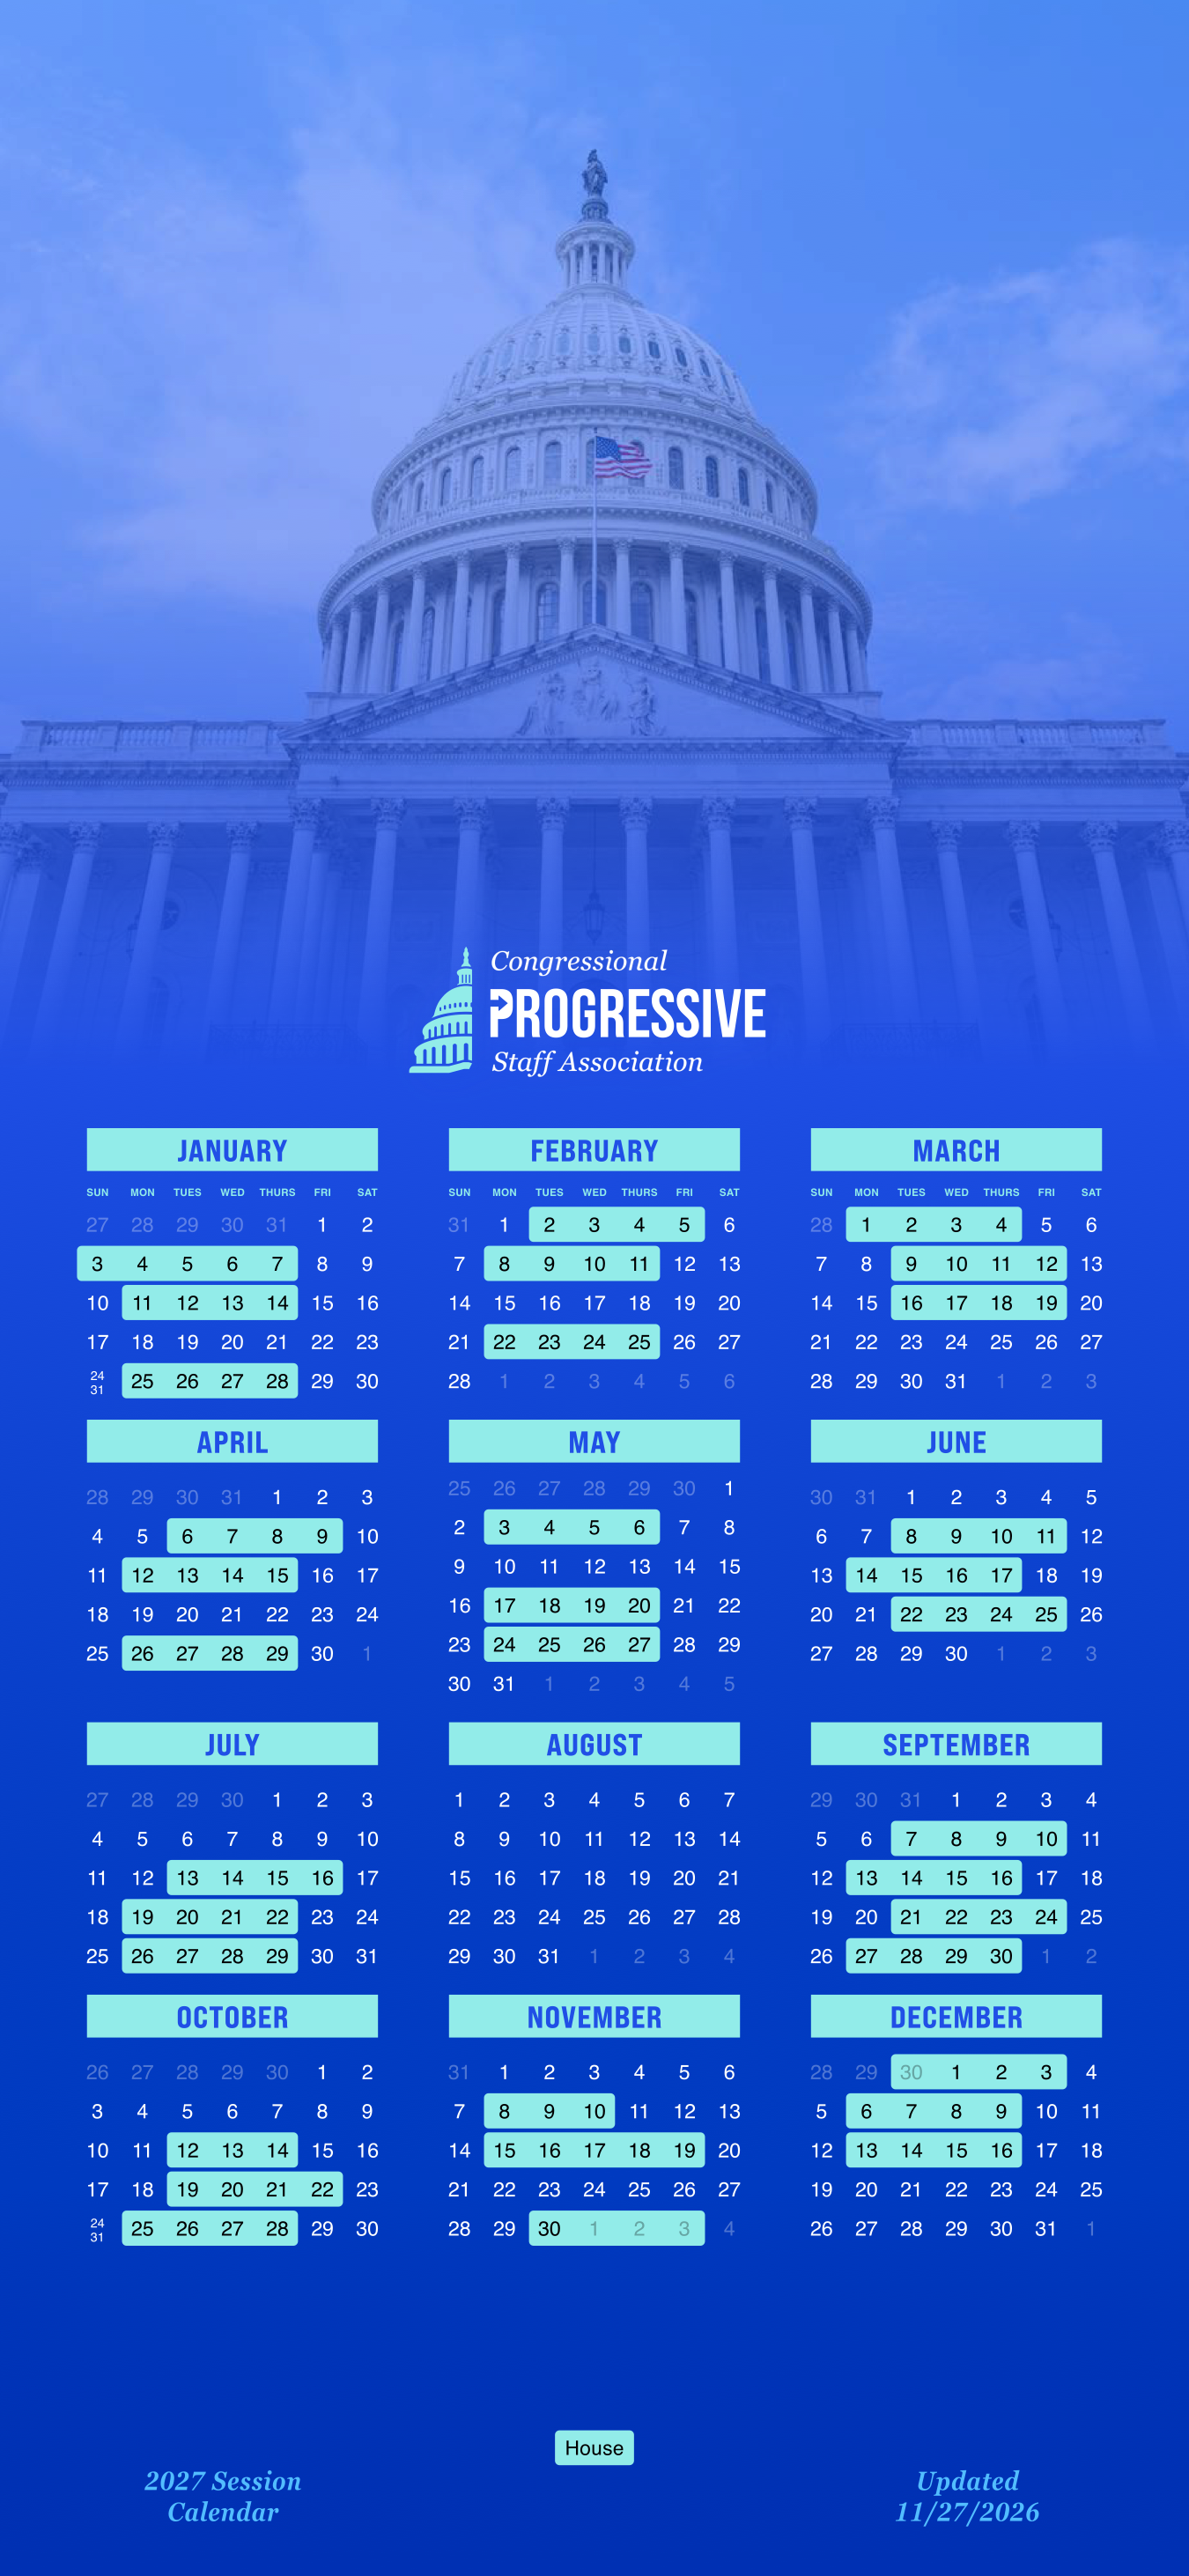 Congressional
PROGRESSIVE
Staff Association
JANUARY
SUN MON TUES WED THURS FRI SAT
27 28 29 30 31 1 2
3 4 5 6 7 8 9
10 11 12 13 14 15 16
17 18 19 20 21 22 23
24 31 25 26 27 28 29 30
FEBRUARY
SUN MON TUES WED THURS FRI SAT
31 1 2 3 4 5 6
7 8 9 10 11 12 13
14 15 16 17 18 19 20
21 22 23 24 25 26 27
28 1 2 3 4 5 6
MARCH
SUN MON TUES WED THURS FRI SAT
28 1 2 3 4 5 6
7 8 9 10 11 12 13
14 15 16 17 18 19 20
21 22 23 24 25 26 27
28 29 30 31 1 2 3
APRIL
28 29 30 31 1 2 3
4 5 6 7 8 9 10
11 12 13 14 15 16 17
18 19 20 21 22 23 24
25 26 27 28 29 30 1
MAY
25 26 27 28 29 30 1
2 3 4 5 6 7 8
9 10 11 12 13 14 15
16 17 18 19 20 21 22
23 24 25 26 27 28 29
30 31 1 2 3 4 5
JUNE
30 31 1 2 3 4 5
6 7 8 9 10 11 12
13 14 15 16 17 18 19
20 21 22 23 24 25 26
27 28 29 30 1 2 3
JULY
27 28 29 30 1 2 3
4 5 6 7 8 9 10
11 12 13 14 15 16 17
18 19 20 21 22 23 24
25 26 27 28 29 30 31
AUGUST
1 2 3 4 5 6 7
8 9 10 11 12 13 14
15 16 17 18 19 20 21
22 23 24 25 26 27 28
29 30 31 1 2 3 4
SEPTEMBER
29 30 31 1 2 3 4
5 6 7 8 9 10 11
12 13 14 15 16 17 18
19 20 21 22 23 24 25
26 27 28 29 30 1 2
OCTOBER
26 27 28 29 30 1 2
3 4 5 6 7 8 9
10 11 12 13 14 15 16
17 18 19 20 21 22 23
24 31 25 26 27 28 29 30
NOVEMBER
31 1 2 3 4 5 6
7 8 9 10 11 12 13
14 15 16 17 18 19 20
21 22 23 24 25 26 27
28 29 30 1 2 3 4
DECEMBER
28 29 30 1 2 3 4
5 6 7 8 9 10 11
12 13 14 15 16 17 18
19 20 21 22 23 24 25
26 27 28 29 30 31 1
House
2027 Session
Calendar
Updated
11/27/2026